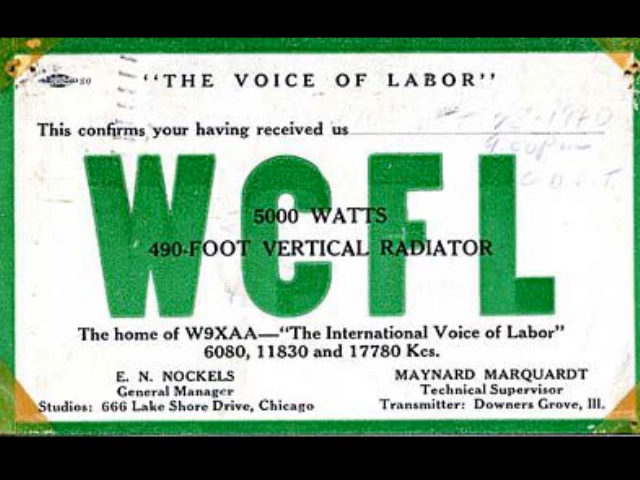 "THE VOICE OF LABOR"
This confirms your having received us
WCFL
5000 WATTS
490-FOOT VERTICAL RADIATOR
The home of W9XAA—"The International Voice of Labor"
6080, 11830 and 17780 Kcs.
E. N. NOCKELS
General Manager
Studios: 666 Lake Shore Drive, Chicago
MAYNARD MARQUARDT
Technical Supervisor
Transmitter: Downers Grove, Ill.